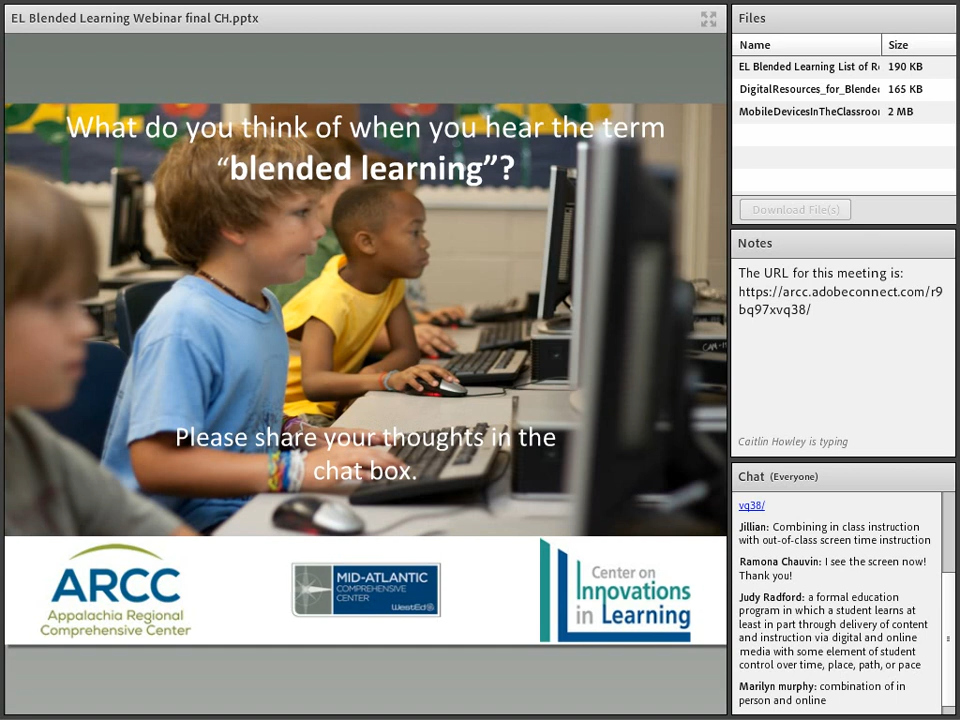 EL Blended Learning Webinar final CH.pptx
What do you think of when you hear the term
“blended learning”?
Please share your thoughts in the
chat box.
ARCC
Appalachia Regional
Comprehensive Center
MID-ATLANTIC
COMPREHENSIVE
CENTER
WestEd
Center on
Innovations
in Learning
Files
Name Size
EL Blended Learning List of R 190 KB
DigitalResources_for_Blende 165 KB
MobileDevicesInTheClassroo 2 MB
Download File(s)
Notes
The URL for this meeting is:
https://arcc.adobeconnect.com/r9
bq97xvq38/
Caitlin Howley is typing
Chat (Everyone)
vq38/
Jillian: Combining in class instruction
with out-of-class screen time instruction
Ramona Chauvin: I see the screen now!
Thank you!
Judy Radford: a formal education
program in which a student learns at
least in part through delivery of content
and instruction via digital and online
media with some element of student
control over time, place, path, or pace
Marilyn murphy: combination of in
person and online